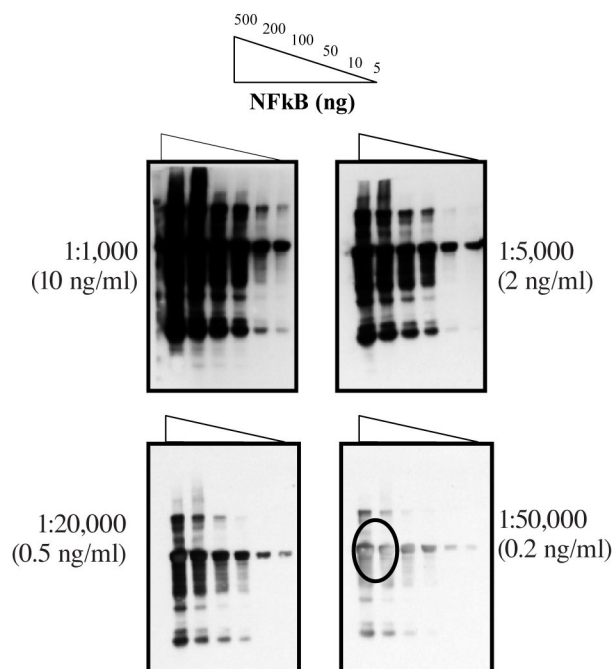 500 200 100 50 10 5
NFkB (ng)
1:1,000
(10 ng/ml)
1:5,000
(2 ng/ml)
1:20,000
(0.5 ng/ml)
1:50,000
(0.2 ng/ml)